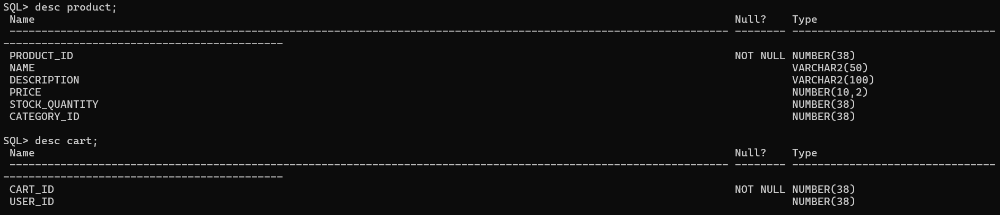 SQL> desc product;
 Name                                                                                                              Null?    Type
 ----------------------------------------------------------------------------------------------------------------- -------- --------------------------------
--------------------------------------------
 PRODUCT_ID                                                                                                        NOT NULL NUMBER(38)
 NAME                                                                                                                       VARCHAR2(50)
 DESCRIPTION                                                                                                                VARCHAR2(100)
 PRICE                                                                                                                      NUMBER(10,2)
 STOCK_QUANTITY                                                                                                             NUMBER(38)
 CATEGORY_ID                                                                                                                NUMBER(38)

SQL> desc cart;
 Name                                                                                                              Null?    Type
 ----------------------------------------------------------------------------------------------------------------- -------- --------------------------------
--------------------------------------------
 CART_ID                                                                                                           NOT NULL NUMBER(38)
 USER_ID                                                                                                                    NUMBER(38)